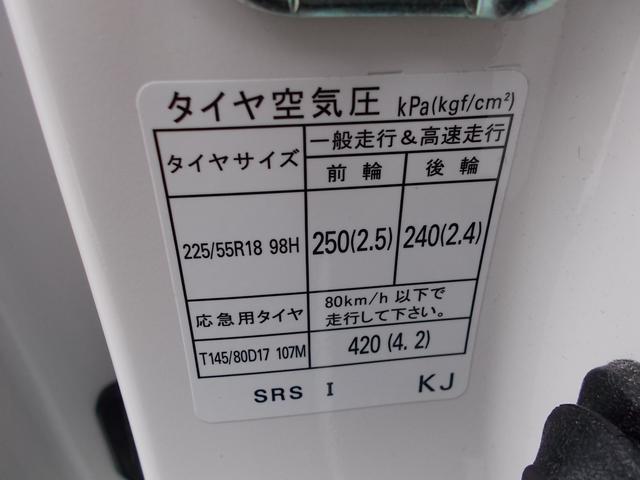 タイヤ空気圧 kPa(kgf/cm²)
タイヤサイズ
一般走行&高速走行
前輪 後輪
225/55R18 98H 250(2.5) 240(2.4)
応急用タイヤ
80km/h 以下で
走行して下さい。
T145/80D17 107M 420(4.2)
SRS I KJ